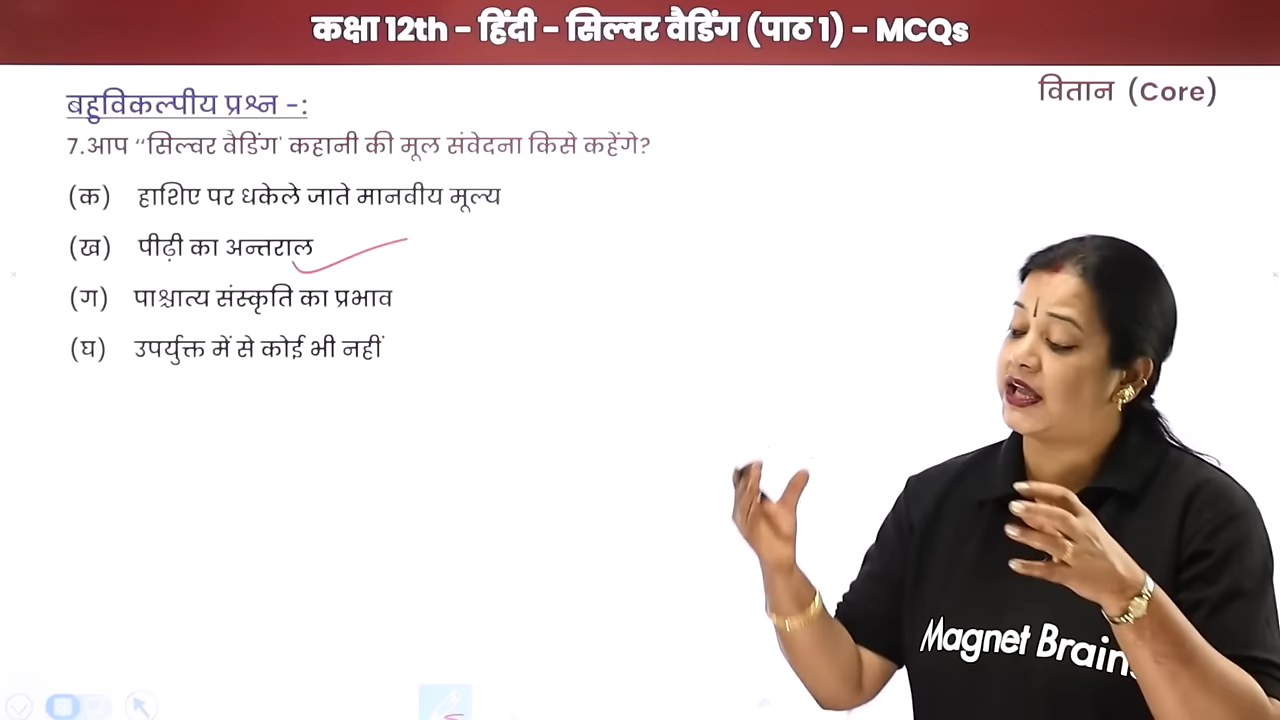 कक्षा 12th - हिंदी - सिल्वर वैडिंग (पाठ 1) - MCQs
वितान (Core)
बहुविकल्पीय प्रश्न -:
7.आप ‘‘सिल्वर वैडिंग' कहानी की मूल संवेदना किसे कहेंगे?
(क) हाशिए पर धकेले जाते मानवीय मूल्य
(ख) पीढ़ी का अन्तराल
(ग) पाश्चात्य संस्कृति का प्रभाव
(घ) उपर्युक्त में से कोई भी नहीं
Magnet Brains